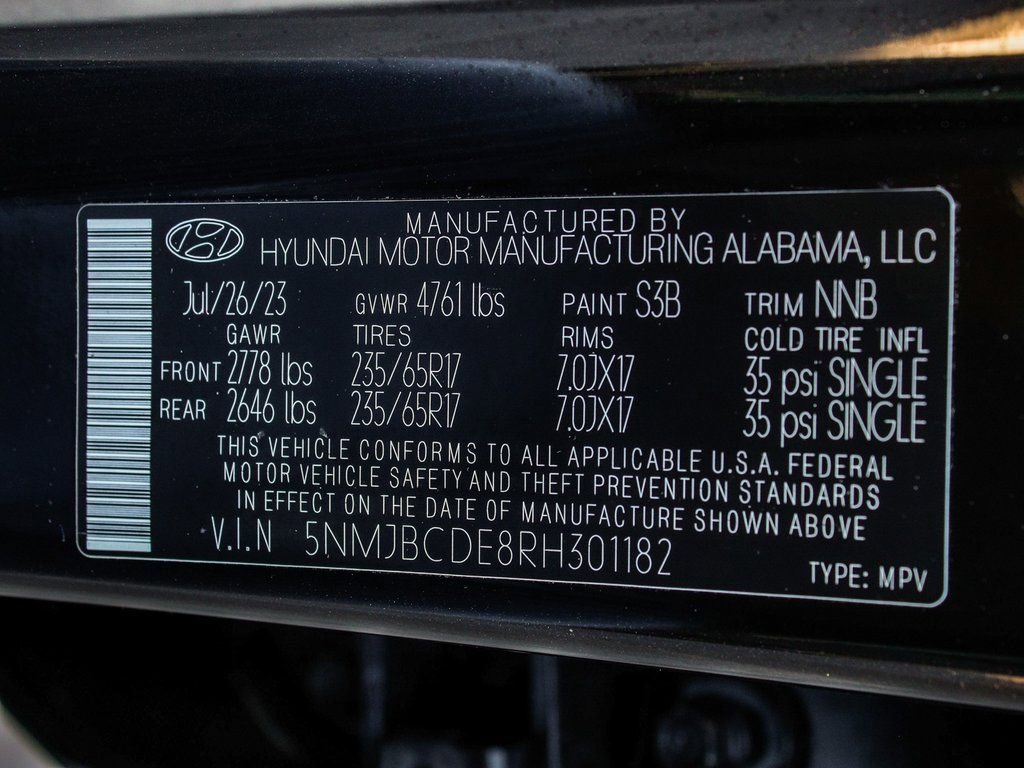 MANUFACTURED BY
HYUNDAI MOTOR MANUFACTURING ALABAMA, LLC
Jul/26/23 GVWR 4761 lbs PAINT S3B TRIM NNB
GAWR TIRES RIMS COLD TIRE INFL
FRONT 2778 lbs 235/65R17 7.0JX17 35 psi SINGLE
REAR 2646 lbs 235/65R17 7.0JX17 35 psi SINGLE
THIS VEHICLE CONFORMS TO ALL APPLICABLE U.S.A. FEDERAL
MOTOR VEHICLE SAFETY AND THEFT PREVENTION STANDARDS
IN EFFECT ON THE DATE OF MANUFACTURE SHOWN ABOVE
V.I.N 5NMJBCDE8RH301182
TYPE: MPV